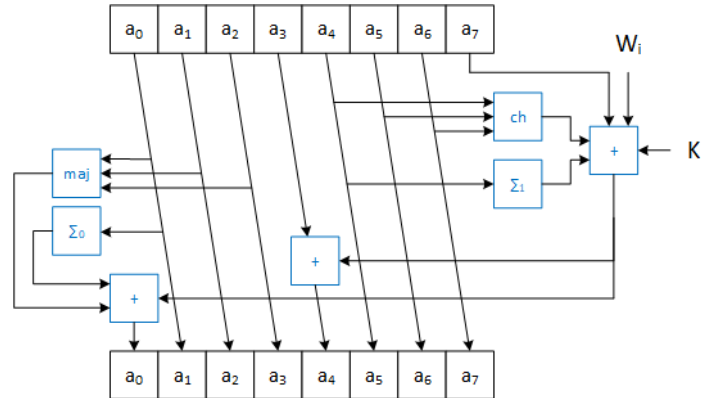 a₀ a₁ a₂ a₃ a₄ a₅ a₆ a₇
Wᵢ
ch
+ K
maj
Σ₁
Σ₀
+
+
a₀ a₁ a₂ a₃ a₄ a₅ a₆ a₇